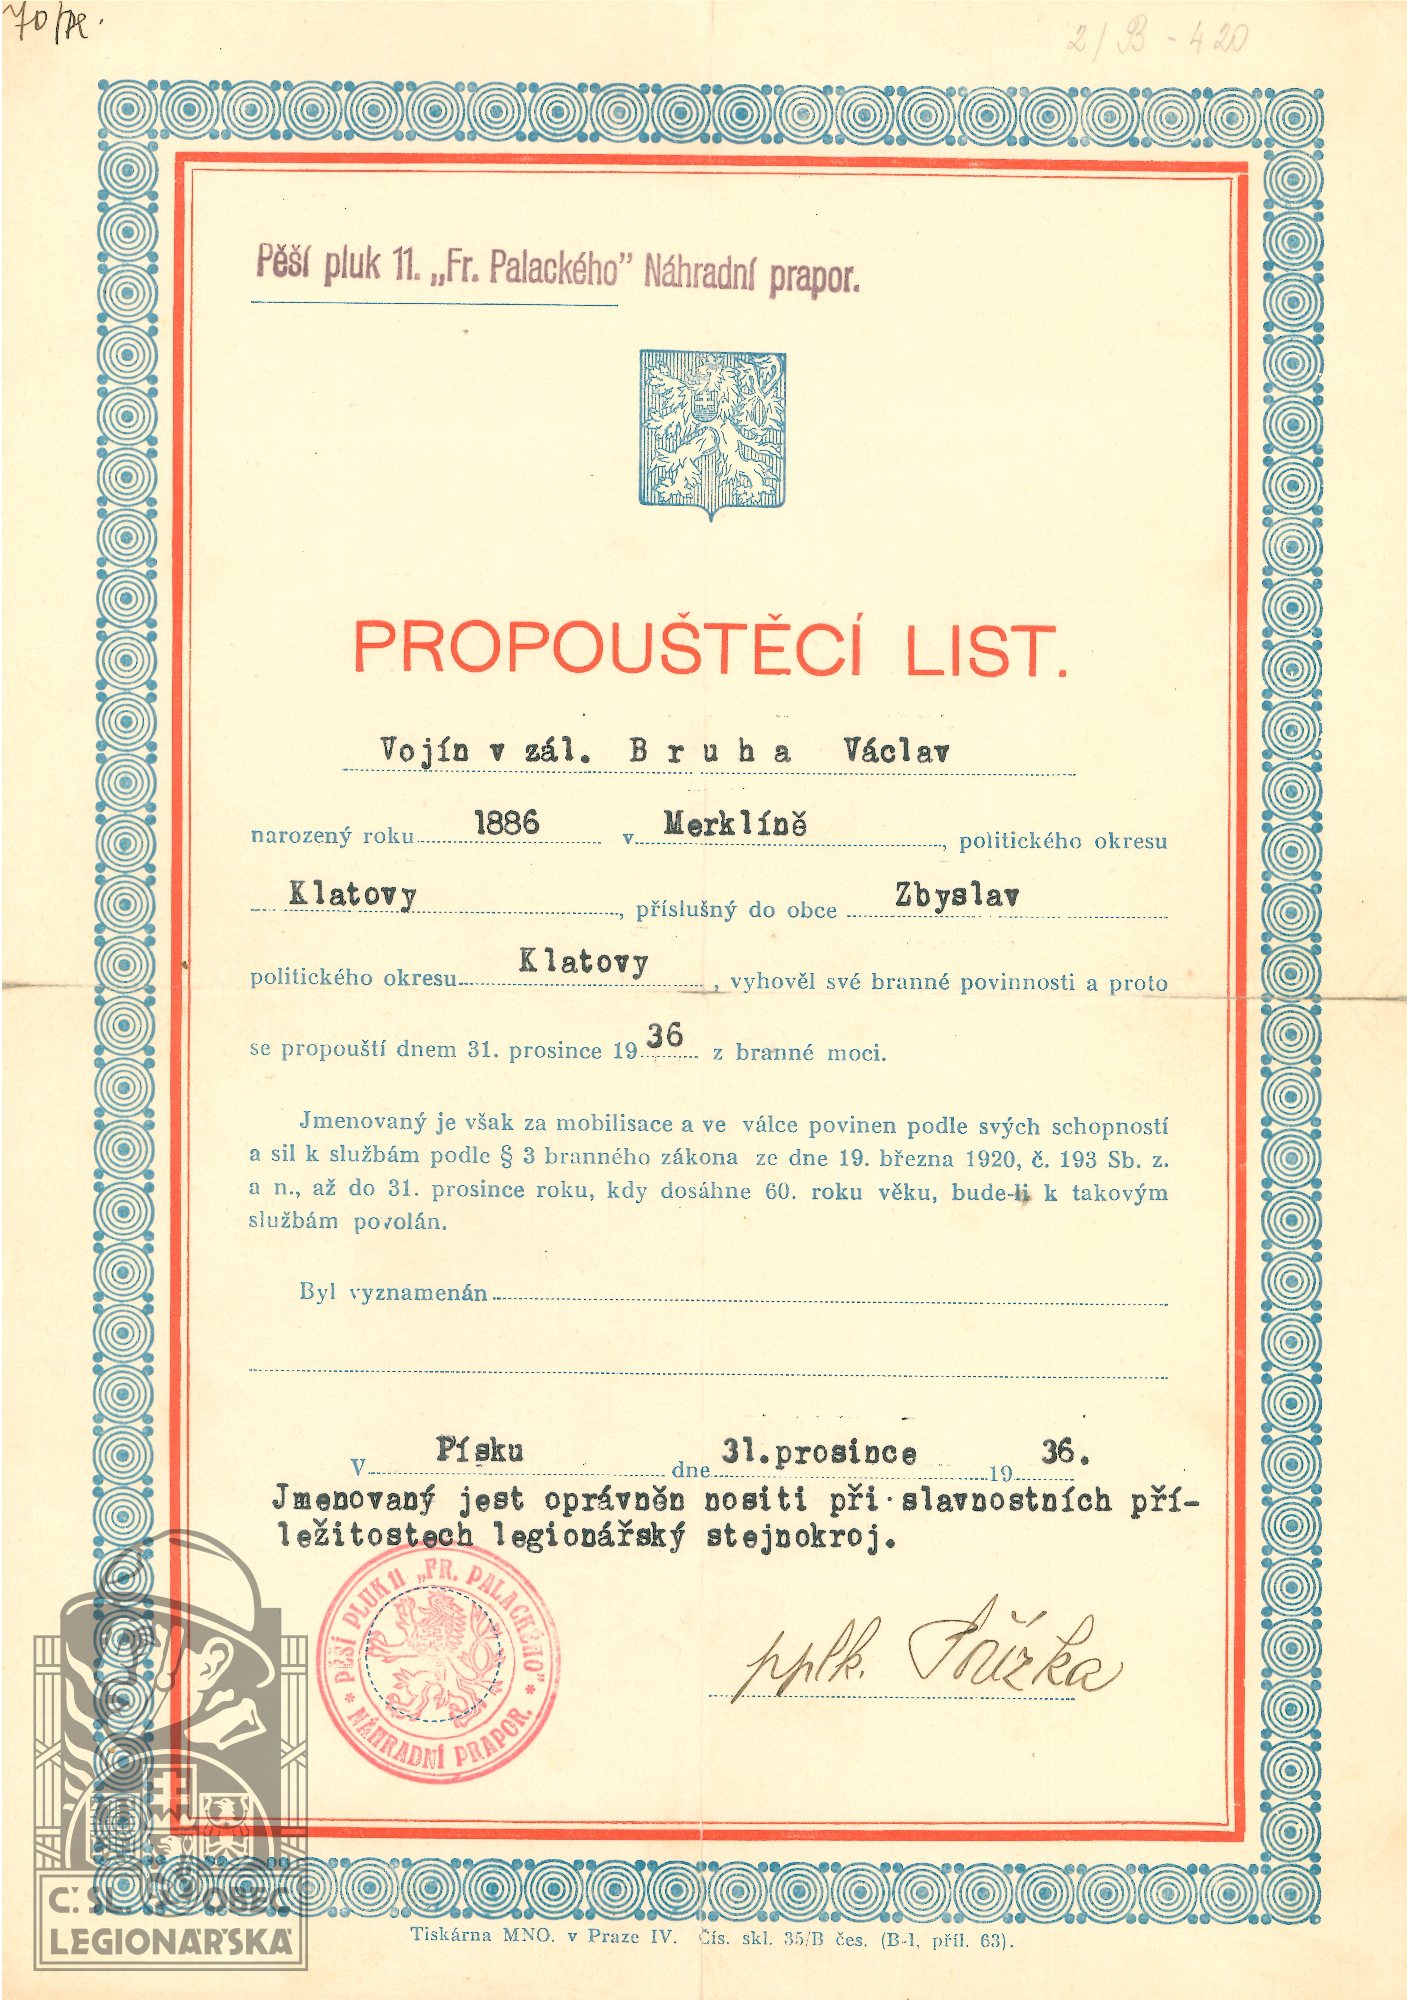 70/Pe.
2/B - 420
Pěší pluk 11. „Fr. Palackého” Náhradní prapor.
PROPOUŠTĚCÍ LIST.
Vojín v zál. B r u h a Václav
narozený roku 1886 v Merklíně, politického okresu
Klatovy, příslušný do obce Zbyslav
politického okresu Klatovy, vyhověl své branné povinnosti a proto
se propouští dnem 31. prosince 1936 z branné moci.
Jmenovaný je však za mobilisace a ve válce povinen podle svých schopností
a sil k službám podle § 3 branného zákona ze dne 19. března 1920, č. 193 Sb. z.
a n., až do 31. prosince roku, kdy dosáhne 60. roku věku, bude-li k takovým
službám povolán.
Byl vyznamenán
V Písku dne 31.prosince 1936.
Jmenovaný jest oprávněn nositi při slavnostních pří-
ležitostech legionářský stejnokroj.
PĚŠÍ PLUK 11 „FR. PALACKÉHO”
* NÁHRADNÍ PRAPOR. *
pplk. Střízka
Č. SL. OBEC
LEGIONÁŘSKÁ
Tiskárna MNO. v Praze IV. Čís. skl. 35/B čes. (B-1, příl. 63).